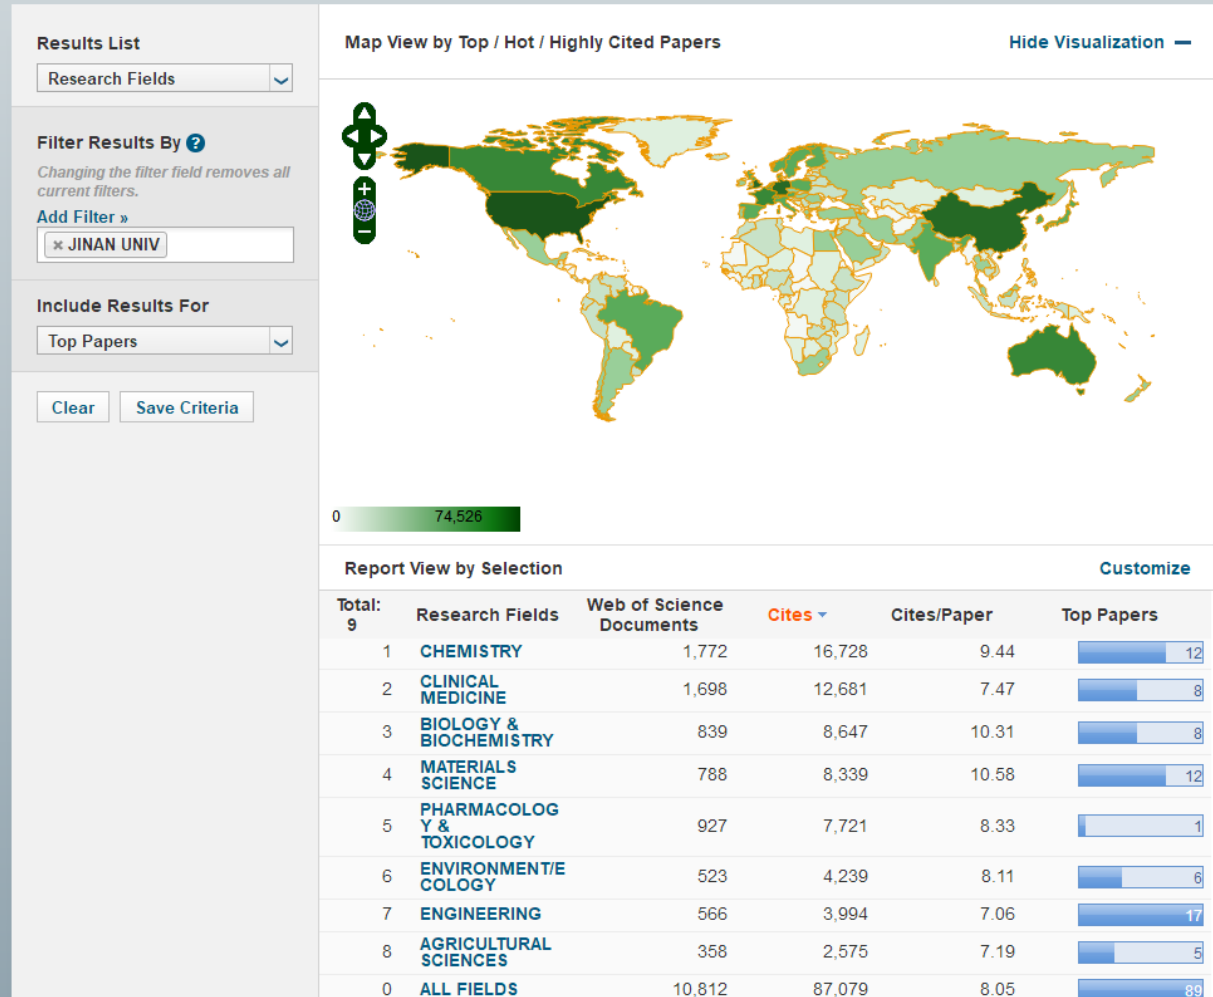 Results List
Research Fields
Filter Results By ?
Changing the filter field removes all
current filters.
Add Filter »
× JINAN UNIV
Include Results For
Top Papers
Clear Save Criteria
Map View by Top / Hot / Highly Cited Papers Hide Visualization —
+
−
0 74,526
Report View by Selection Customize
Total:
9 Research Fields Web of Science
Documents Cites Cites/Paper Top Papers
1 CHEMISTRY 1,772 16,728 9.44 12
2 CLINICAL
MEDICINE 1,698 12,681 7.47 8
3 BIOLOGY &
BIOCHEMISTRY 839 8,647 10.31 8
4 MATERIALS
SCIENCE 788 8,339 10.58 12
5 PHARMACOLOG
Y &
TOXICOLOGY 927 7,721 8.33 1
6 ENVIRONMENT/E
COLOGY 523 4,239 8.11 6
7 ENGINEERING 566 3,994 7.06 17
8 AGRICULTURAL
SCIENCES 358 2,575 7.19 5
0 ALL FIELDS 10,812 87,079 8.05 89